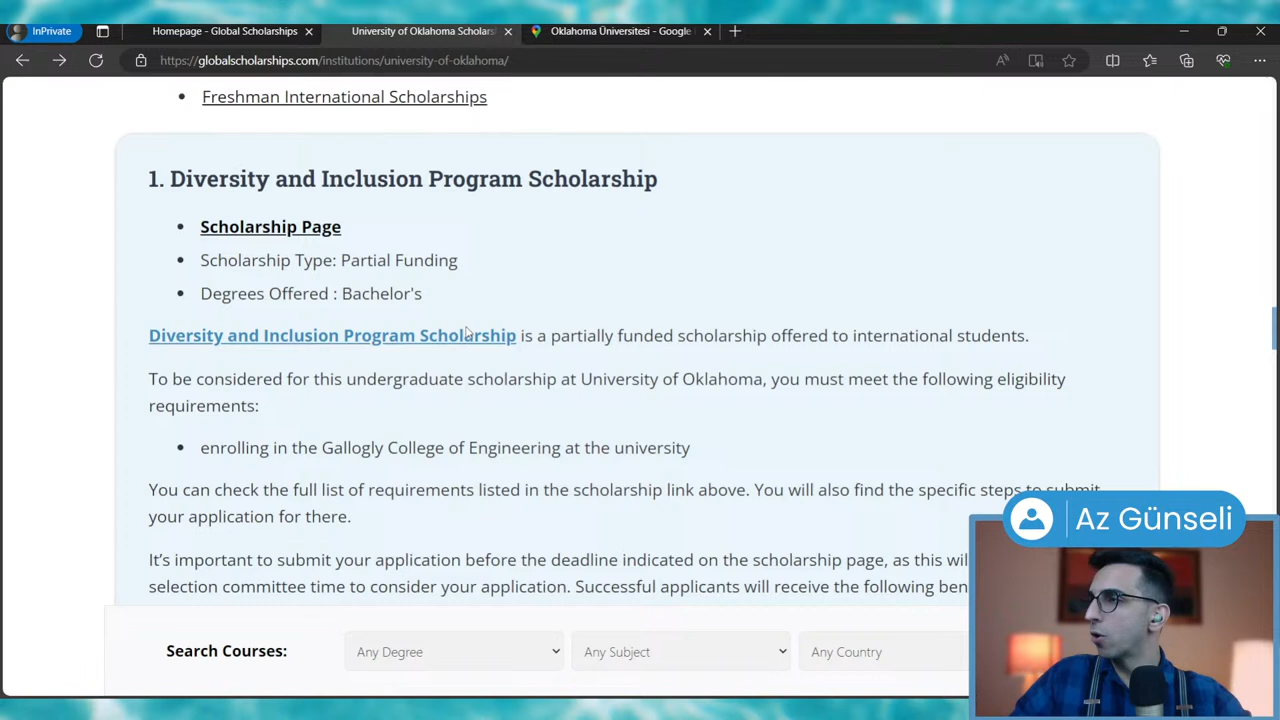 InPrivate
Homepage - Global Scholarships
University of Oklahoma Scholars
Oklahoma Üniversitesi - Google
https://globalscholarships.com/institutions/university-of-oklahoma/
Freshman International Scholarships
1. Diversity and Inclusion Program Scholarship
Scholarship Page
Scholarship Type: Partial Funding
Degrees Offered : Bachelor's
Diversity and Inclusion Program Scholarship is a partially funded scholarship offered to international students.
To be considered for this undergraduate scholarship at University of Oklahoma, you must meet the following eligibility
requirements:
enrolling in the Gallogly College of Engineering at the university
You can check the full list of requirements listed in the scholarship link above. You will also find the specific steps to submit
your application for there.
It's important to submit your application before the deadline indicated on the scholarship page, as this wil
selection committee time to consider your application. Successful applicants will receive the following ben
Az Günseli
Search Courses:
Any Degree
Any Subject
Any Country